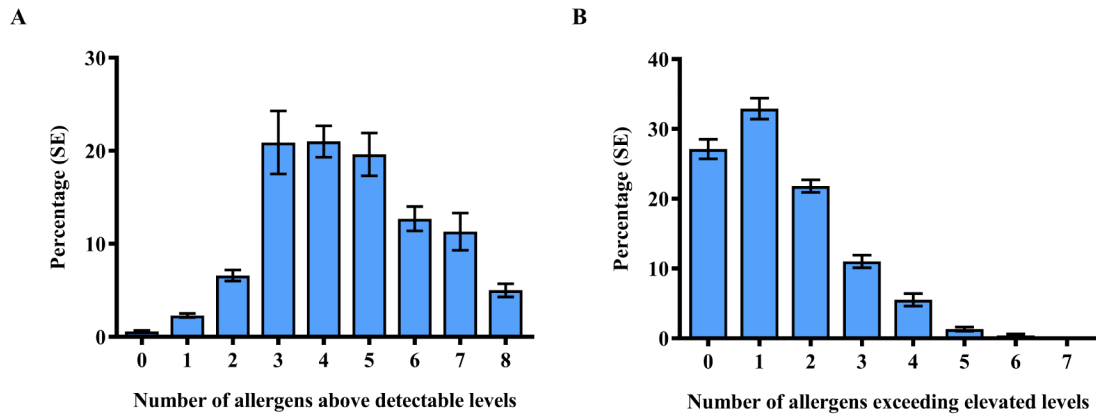 A
Percentage (SE)
30
20
10
0
0 1 2 3 4 5 6 7 8
Number of allergens above detectable levels
B
Percentage (SE)
40
30
20
10
0
0 1 2 3 4 5 6 7
Number of allergens exceeding elevated levels